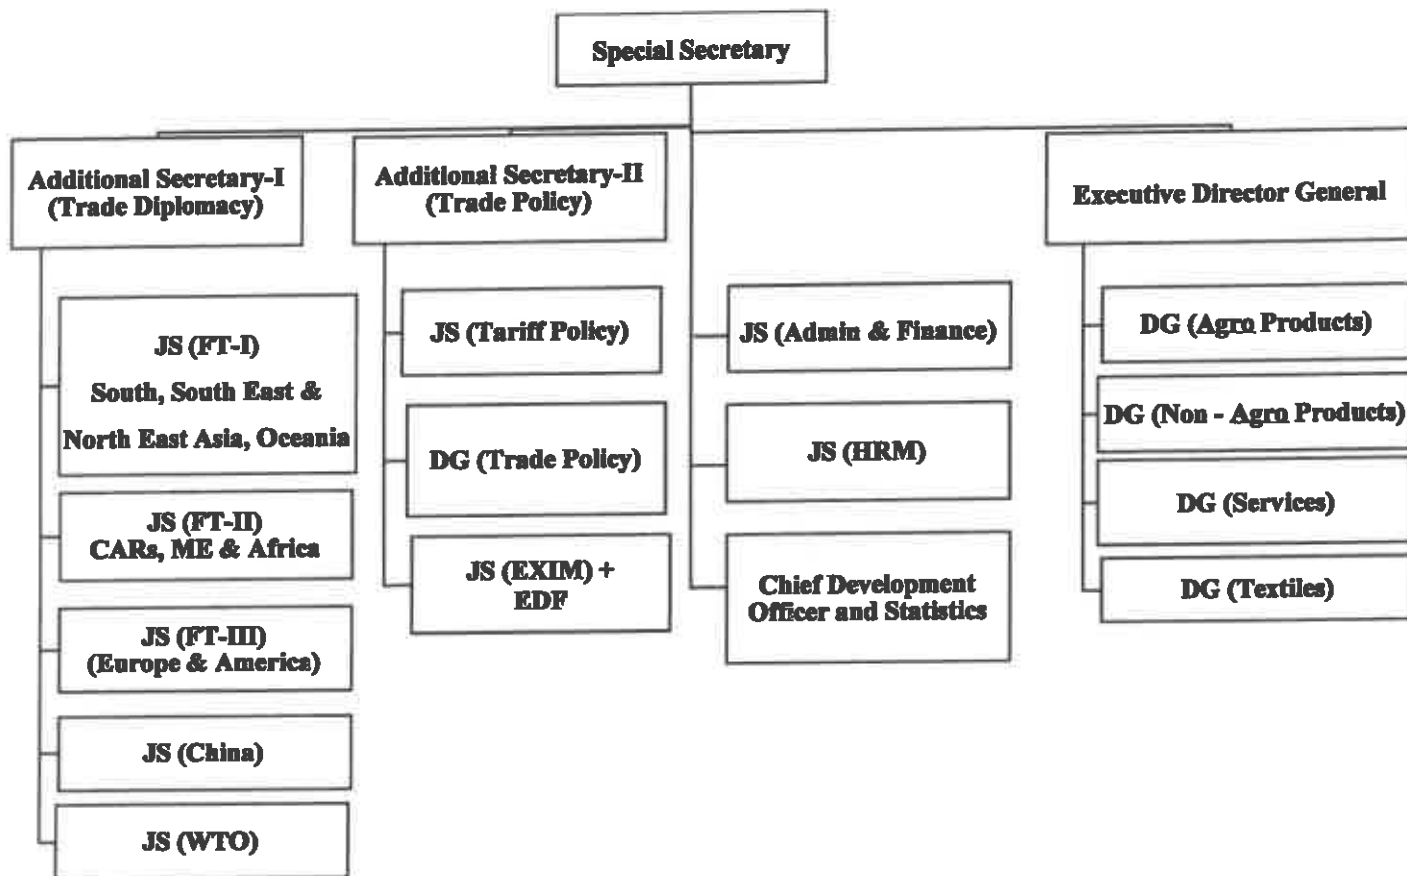 Special Secretary
Additional Secretary-I
(Trade Diplomacy)
Additional Secretary-II
(Trade Policy)
Executive Director General
JS (FT-I)
South, South East &
North East Asia, Oceania
JS (FT-II)
CARs, ME & Africa
JS (FT-III)
(Europe & America)
JS (China)
JS (WTO)
JS (Tariff Policy)
DG (Trade Policy)
JS (EXIM) +
EDF
JS (Admin & Finance)
JS (HRM)
Chief Development
Officer and Statistics
DG (Agro Products)
DG (Non - Agro Products)
DG (Services)
DG (Textiles)